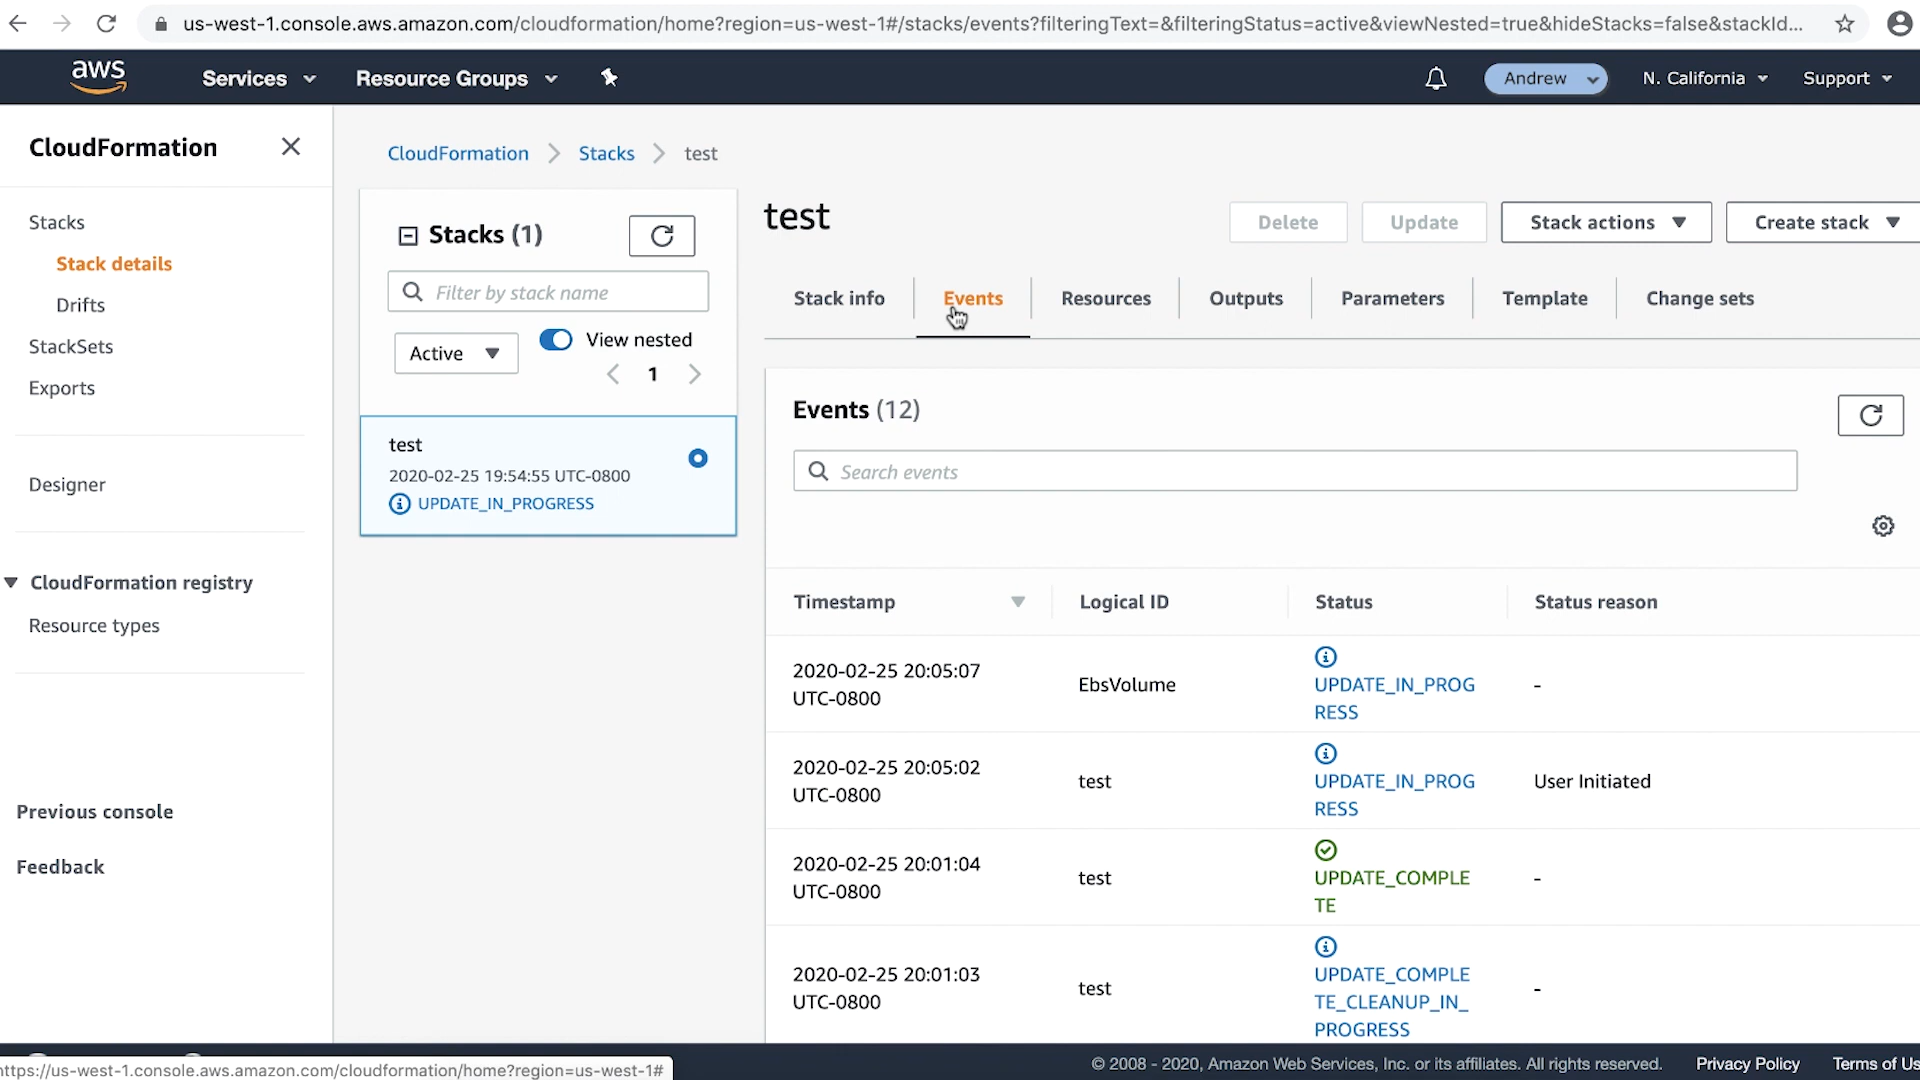 us-west-1.console.aws.amazon.com/cloudformation/home?region=us-west-1#/stacks/events?filteringText=&filteringStatus=active&viewNested=true&hideStacks=false&stackId...
aws
Services
Resource Groups
Andrew
N. California
Support
CloudFormation
Stacks
Stack details
Drifts
StackSets
Exports
Designer
CloudFormation registry
Resource types
Previous console
Feedback
CloudFormation
Stacks
test
Stacks (1)
Filter by stack name
Active
View nested
1
test
2020-02-25 19:54:55 UTC-0800
UPDATE_IN_PROGRESS
test
Delete
Update
Stack actions
Create stack
Stack info
Events
Resources
Outputs
Parameters
Template
Change sets
Events (12)
Search events
Timestamp
Logical ID
Status
Status reason
2020-02-25 20:05:07
UTC-0800
EbsVolume
UPDATE_IN_PROG
RESS
-
2020-02-25 20:05:02
UTC-0800
test
UPDATE_IN_PROG
RESS
User Initiated
2020-02-25 20:01:04
UTC-0800
test
UPDATE_COMPLE
TE
-
2020-02-25 20:01:03
UTC-0800
test
UPDATE_COMPLE
TE_CLEANUP_IN_
PROGRESS
-
https://us-west-1.console.aws.amazon.com/cloudformation/home?region=us-west-1#
© 2008 - 2020, Amazon Web Services, Inc. or its affiliates. All rights reserved.
Privacy Policy
Terms of Us